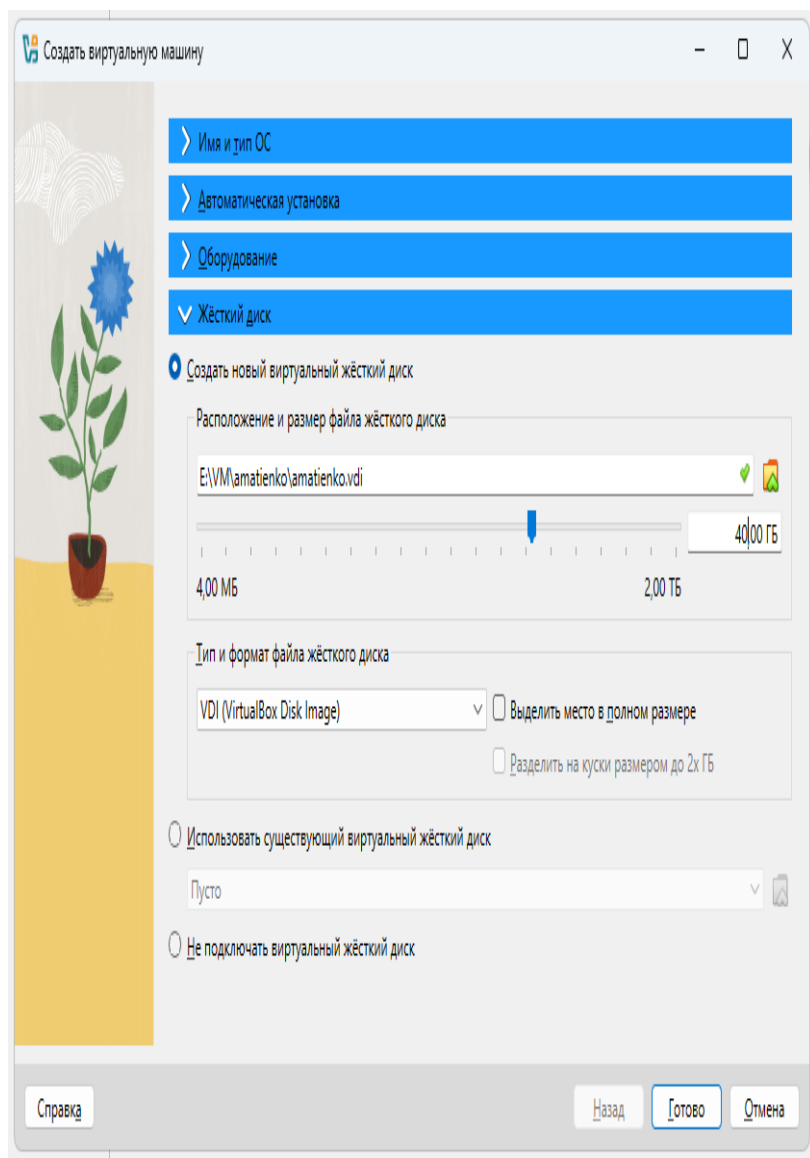 Создать виртуальную машину
Имя и тип ОС
Автоматическая установка
Оборудование
Жёсткий диск
Создать новый виртуальный жёсткий диск
Расположение и размер файла жёсткого диска
E:\VM\amatienko\amatienko.vdi
40,00 ГБ
4,00 МБ 2,00 ТБ
Тип и формат файла жёсткого диска
VDI (VirtualBox Disk Image) Выделить место в полном размере
Разделить на куски размером до 2х ГБ
Использовать существующий виртуальный жёсткий диск
Пусто
Не подключать виртуальный жёсткий диск
Справка Назад Готово Отмена